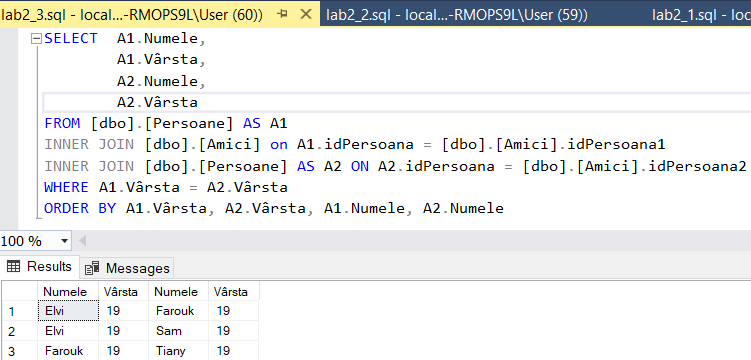 lab2_3.sql - local...-RMOPS9L\User (60)) lab2_2.sql - local...-RMOPS9L\User (59)) lab2_1.sql - loc
SELECT A1.Numele,
A1.Vârsta,
A2.Numele,
A2.Vârsta
FROM [dbo].[Persoane] AS A1
INNER JOIN [dbo].[Amici] on A1.idPersoana = [dbo].[Amici].idPersoana1
INNER JOIN [dbo].[Persoane] AS A2 ON A2.idPersoana = [dbo].[Amici].idPersoana2
WHERE A1.Vârsta = A2.Vârsta
ORDER BY A1.Vârsta, A2.Vârsta, A1.Numele, A2.Numele
100 %
Results Messages
Numele Vârsta Numele Vârsta
1 Elvi 19 Farouk 19
2 Elvi 19 Sam 19
3 Farouk 19 Tiany 19